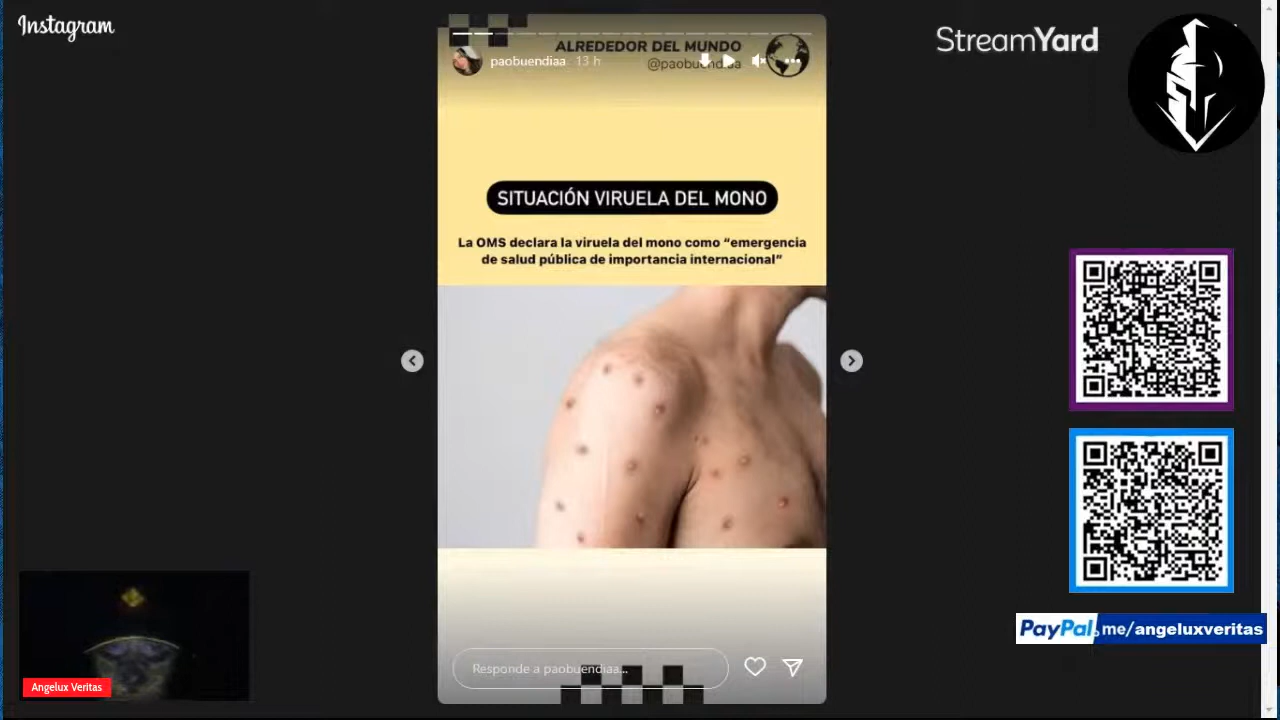 Instagram
StreamYard
ALREDEDOR DEL MUNDO
paobuendiaa 13 h
@paobuendiaa
SITUACIÓN VIRUELA DEL MONO
La OMS declara la viruela del mono como “emergencia
de salud pública de importancia internacional”
Responde a paobuendiaa...
Angelux Veritas
PayPal.me/angeluxveritas